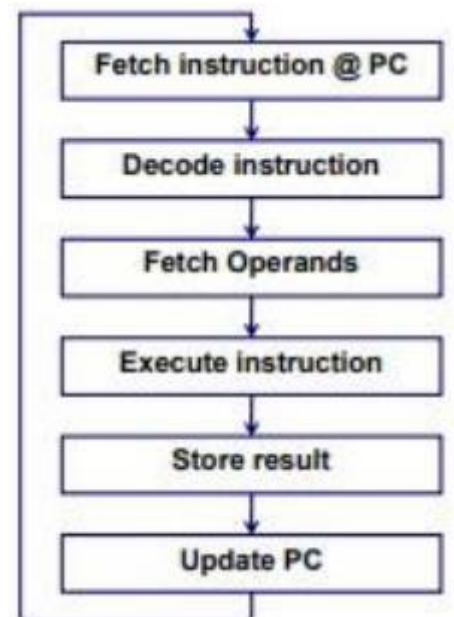 Fetch instruction @ PC
Decode instruction
Fetch Operands
Execute instruction
Store result
Update PC